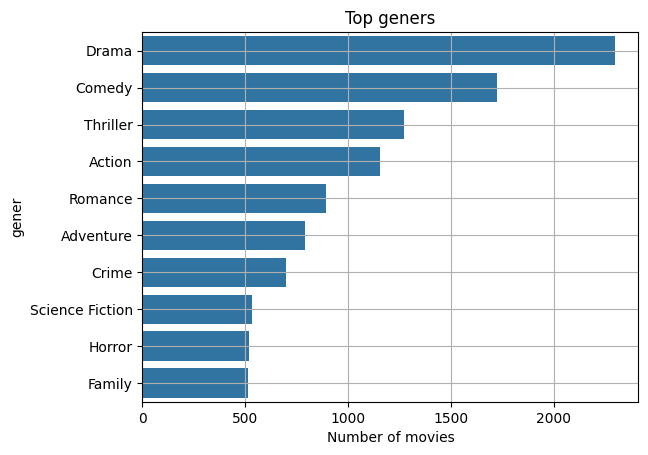 Top geners
gener
Drama
Comedy
Thriller
Action
Romance
Adventure
Crime
Science Fiction
Horror
Family
0 500 1000 1500 2000
Number of movies